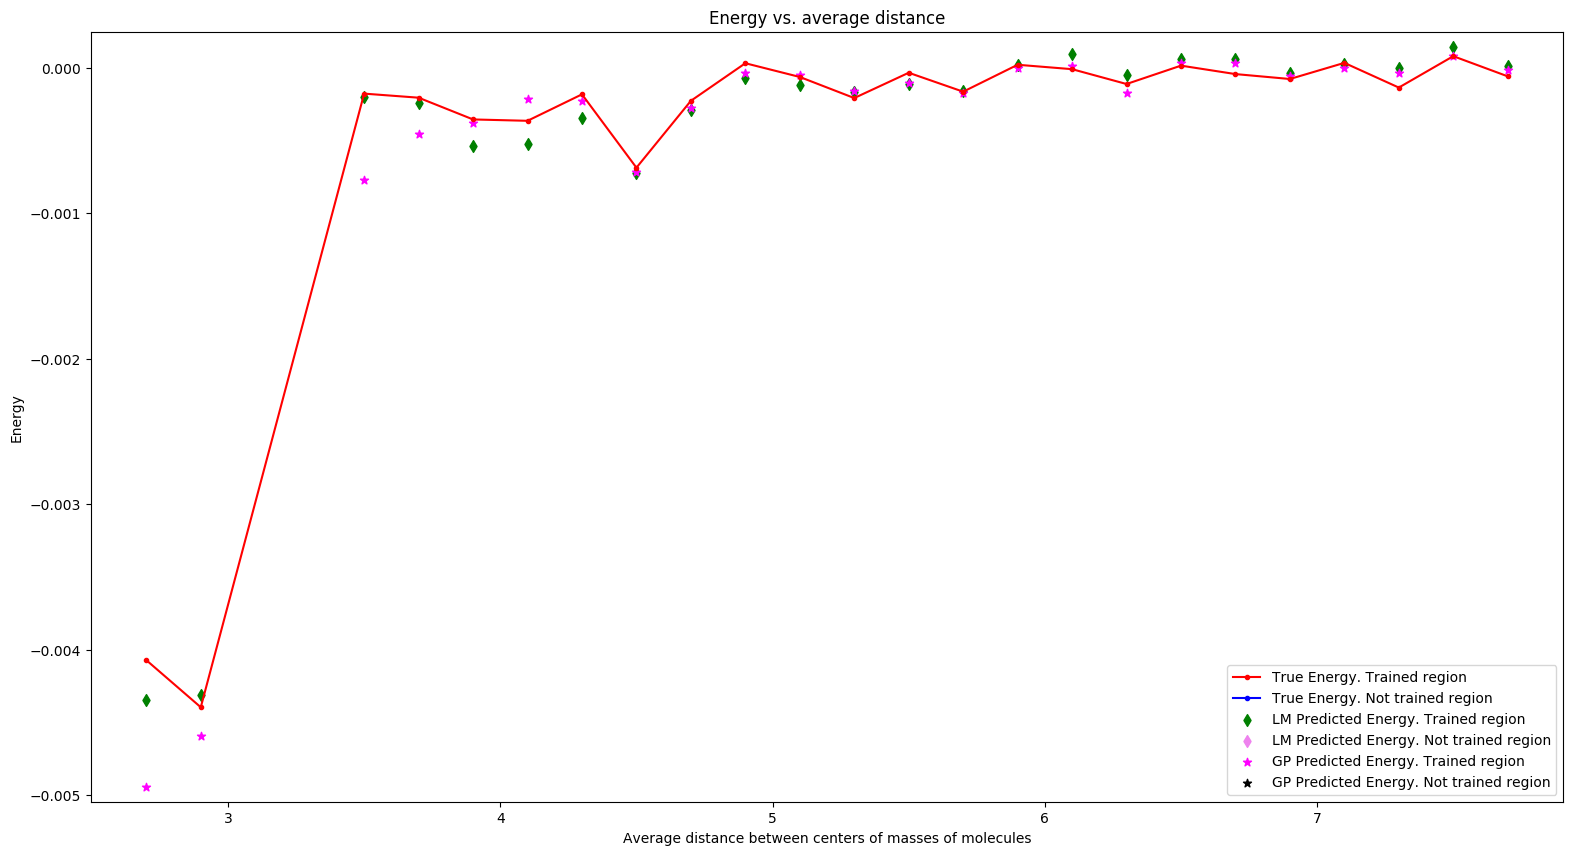 Energy vs. average distance
0.000
−0.001
−0.002
−0.003
−0.004
−0.005
Energy
3 4 5 6 7
Average distance between centers of masses of molecules
True Energy. Trained region
True Energy. Not trained region
LM Predicted Energy. Trained region
LM Predicted Energy. Not trained region
GP Predicted Energy. Trained region
GP Predicted Energy. Not trained region